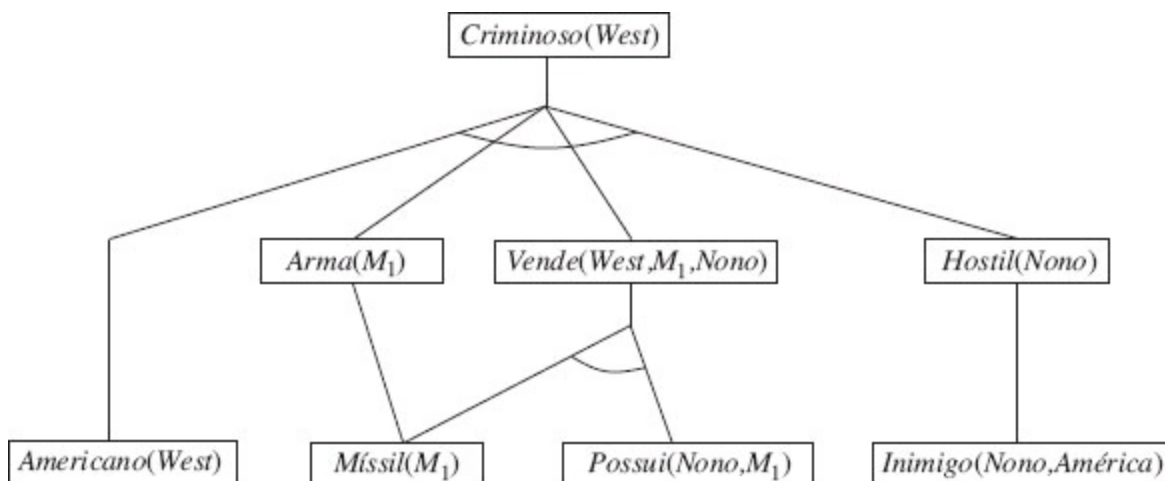 Criminoso(West)
Arma(M₁)
Vende(West,M₁,Nono)
Hostil(Nono)
Americano(West)
Míssil(M₁)
Possui(Nono,M₁)
Inimigo(Nono,América)